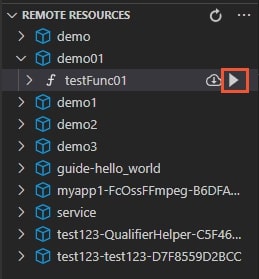 REMOTE RESOURCES
demo
demo01
testFunc01
demo1
demo2
demo3
guide-hello_world
myapp1-FcOssFFmpeg-B6DFA...
service
test123-QualifierHelper-C5F46...
test123-test123-D7F8559D2BCC